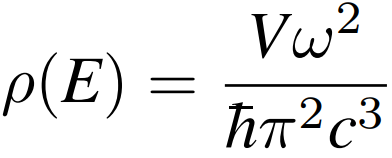 ρ(E) = Vω² / ħπ²c³